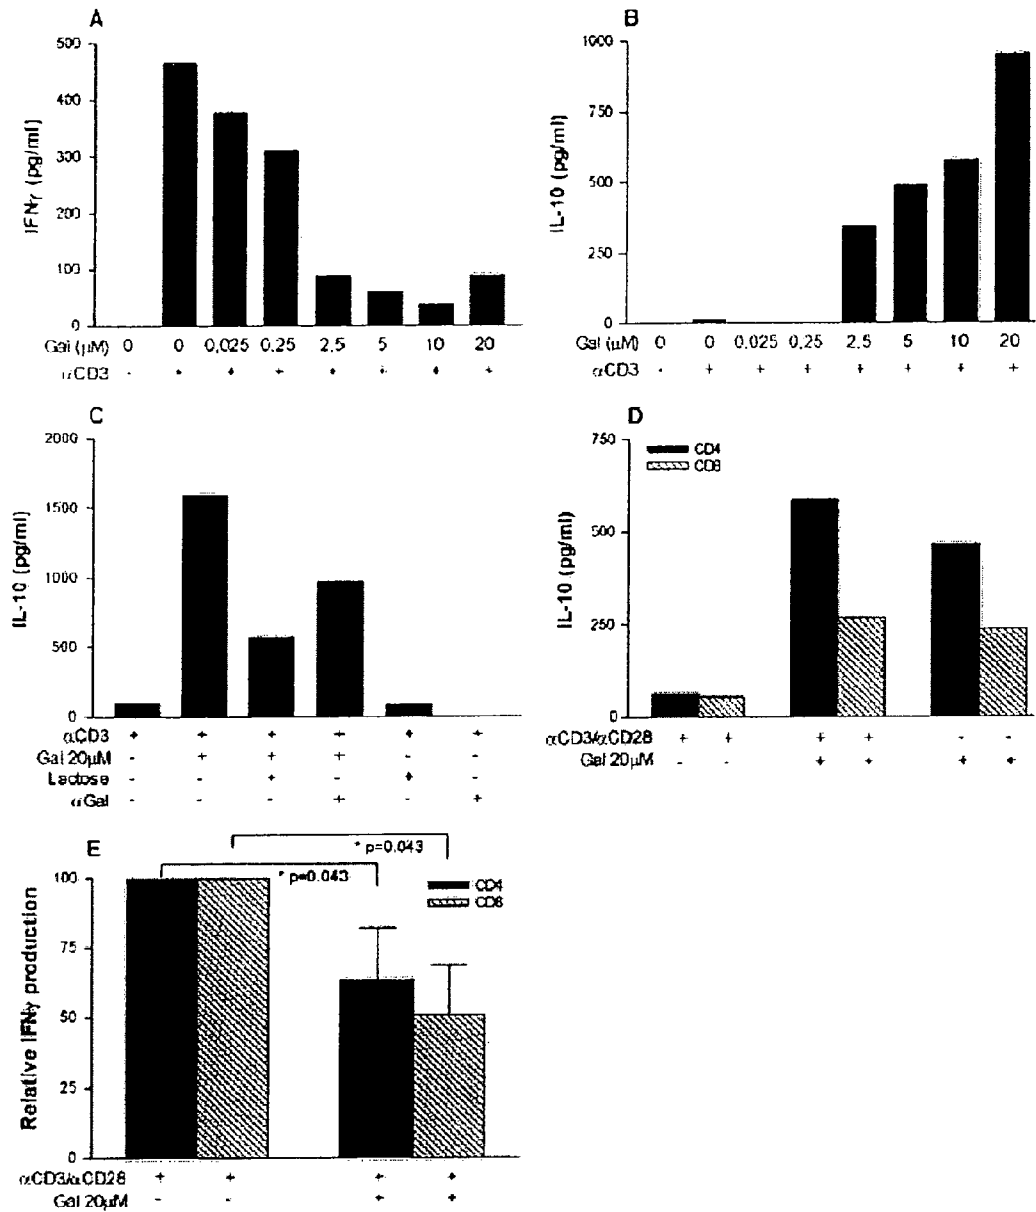 A
IFNγ (pg/ml)
500
400
300
200
100
0
Gal (μM) 0 0,025 0,25 2,5 5 10 20
0
αCD3 - + + + + + + +
B
IL-10 (pg/ml)
1000
750
500
250
0
Gal (μM) 0 0 0,025 0,25 2,5 5 10 20
αCD3 - + + + + + + +
C
IL-10 (pg/ml)
2000
1500
1000
500
0
αCD3 + + + + + +
Gal 20μM - + + + - -
Lactose - - + - + -
αGal - - - + - +
D
IL-10 (pg/ml)
750
500
250
0
CD4
CD8
αCD3/αCD28 + + + + - -
Gal 20μM - - + + + +
E
Relative IFNγ production
100
75
50
25
0
* p=0.043
* p=0.043
CD4
CD8
αCD3/αCD28 + + + +
Gal 20μM - - + +